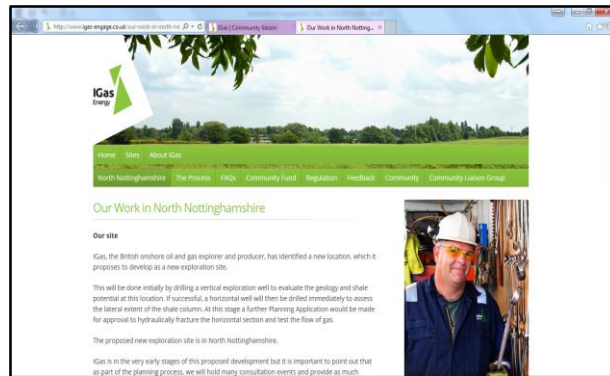 http://www.igas-engage.co.uk/our-work-in-north-no
IGas | Community liaison
Our Work in North Notting...
IGas
Energy
Home Sites About IGas
North Nottinghamshire The Process FAQs Community Fund Regulation Feedback Community Community Liaison Group
Our Work in North Nottinghamshire
Our site
IGas, the British onshore oil and gas explorer and producer, has identified a new location, which it
proposes to develop as a new exploration site.
This will be done initially by drilling a vertical exploration well to evaluate the geology and shale
potential at this location. If successful, a horizontal well will then be drilled immediately to assess
the lateral extent of the shale column. At this stage a further Planning Application would be made
for approval to hydraulically fracture the horizontal section and test the flow of gas.
The proposed new exploration site is in North Nottinghamshire.
IGas is in the very early stages of this proposed development but it is important to point out that
as part of the planning process, we will hold many consultation events and provide as much